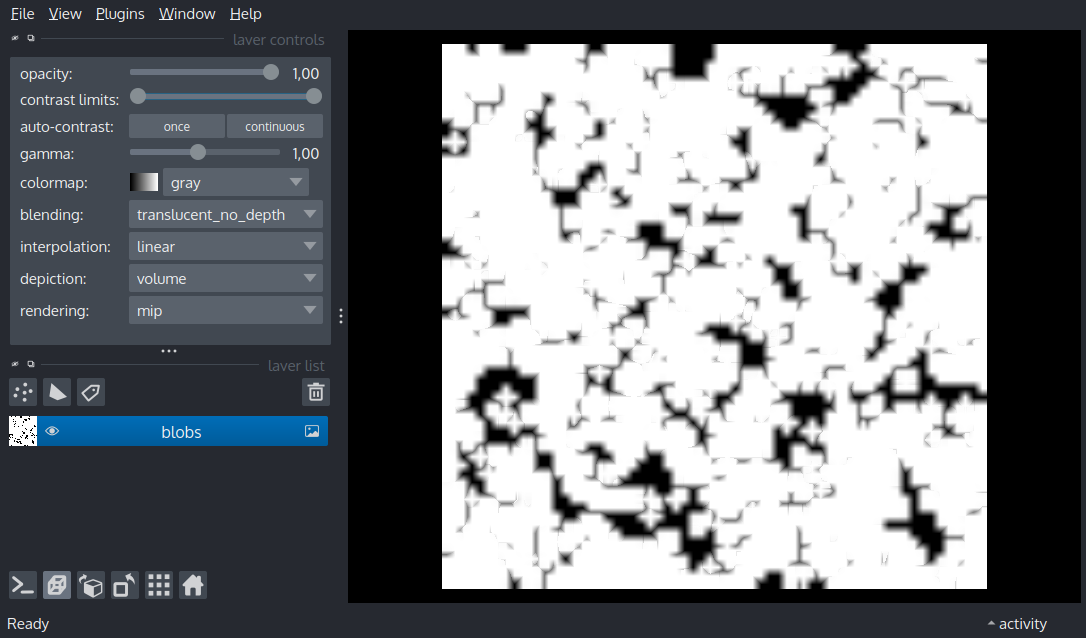 File View Plugins Window Help
layer controls
opacity: 1,00
contrast limits:
auto-contrast: once continuous
gamma: 1,00
colormap: gray
blending: translucent_no_depth
interpolation: linear
depiction: volume
rendering: mip
layer list
blobs
Ready activity